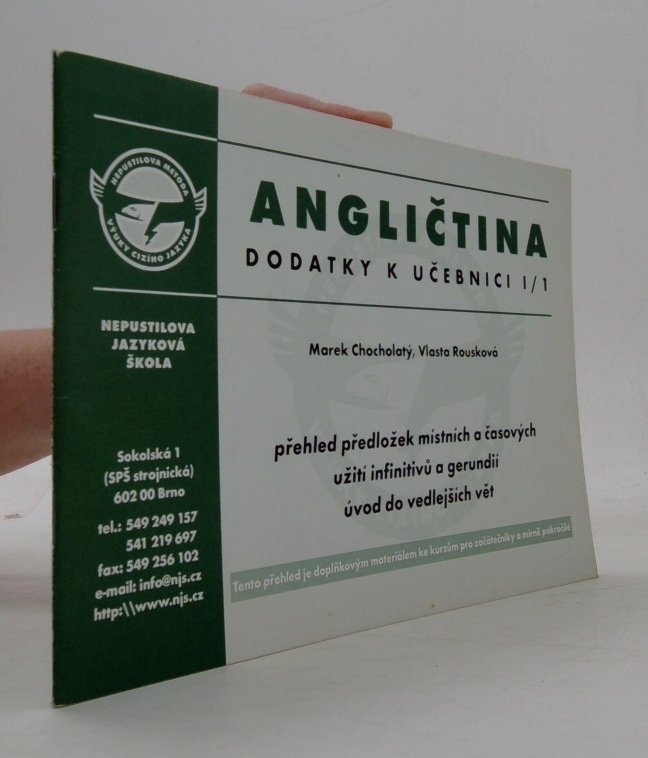 NEPUSTILOVA METODA
VÝUKY CIZÍHO JAZYKA
NEPUSTILOVA
JAZYKOVÁ
ŠKOLA
Sokolská 1
(SPŠ strojnická)
602 00 Brno
tel.: 549 249 157
541 219 697
fax: 549 256 102
e-mail: info@njs.cz
http:\\www.njs.cz
ANGLIČTINA
DODATKY K UČEBNICI I/1
Marek Chocholatý, Vlasta Rousková
přehled předložek místních a časových
užití infinitivů a gerundií
úvod do vedlejších vět
Tento přehled je doplňkovým materiálem ke kurzům pro začátečníky a mírně pokročilé